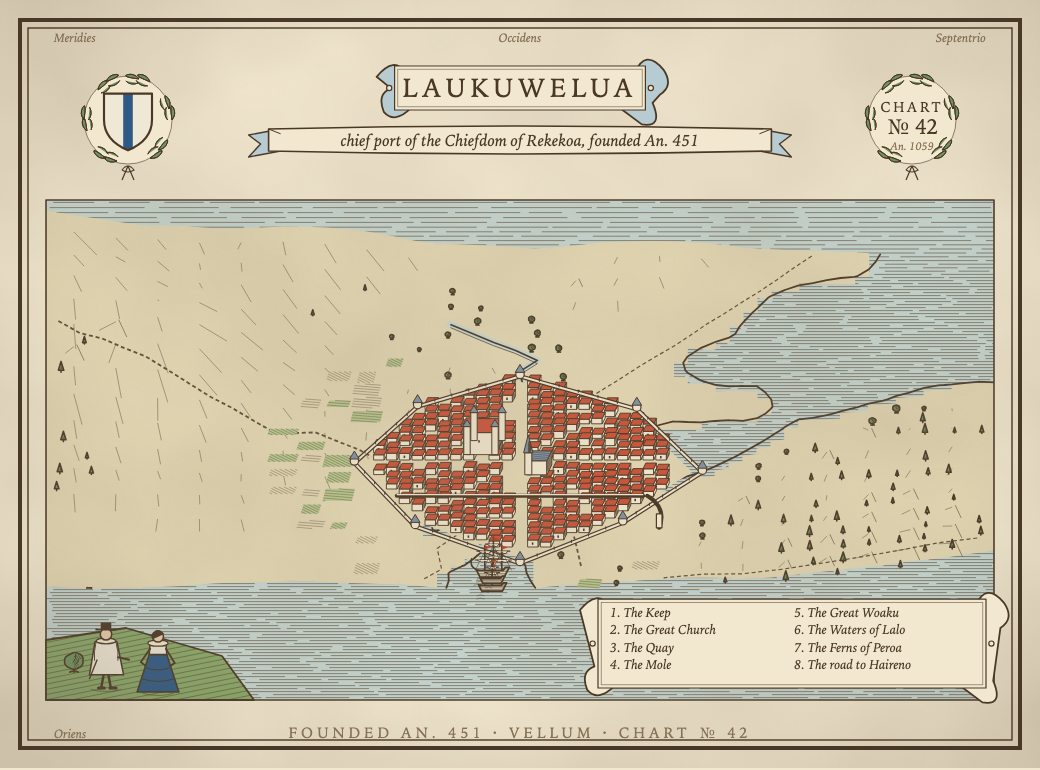 Meridies
Occidens
Septentrio
LAUKUWELUA
chief port of the Chiefdom of Rekekoa, founded An. 451
CHART
№ 42
An. 1059
1. The Keep
2. The Great Church
3. The Quay
4. The Mole
5. The Great Woaku
6. The Waters of Lalo
7. The Ferns of Peroa
8. The road to Haireno
Oriens
FOUNDED AN. 451 · VELLUM · CHART № 42